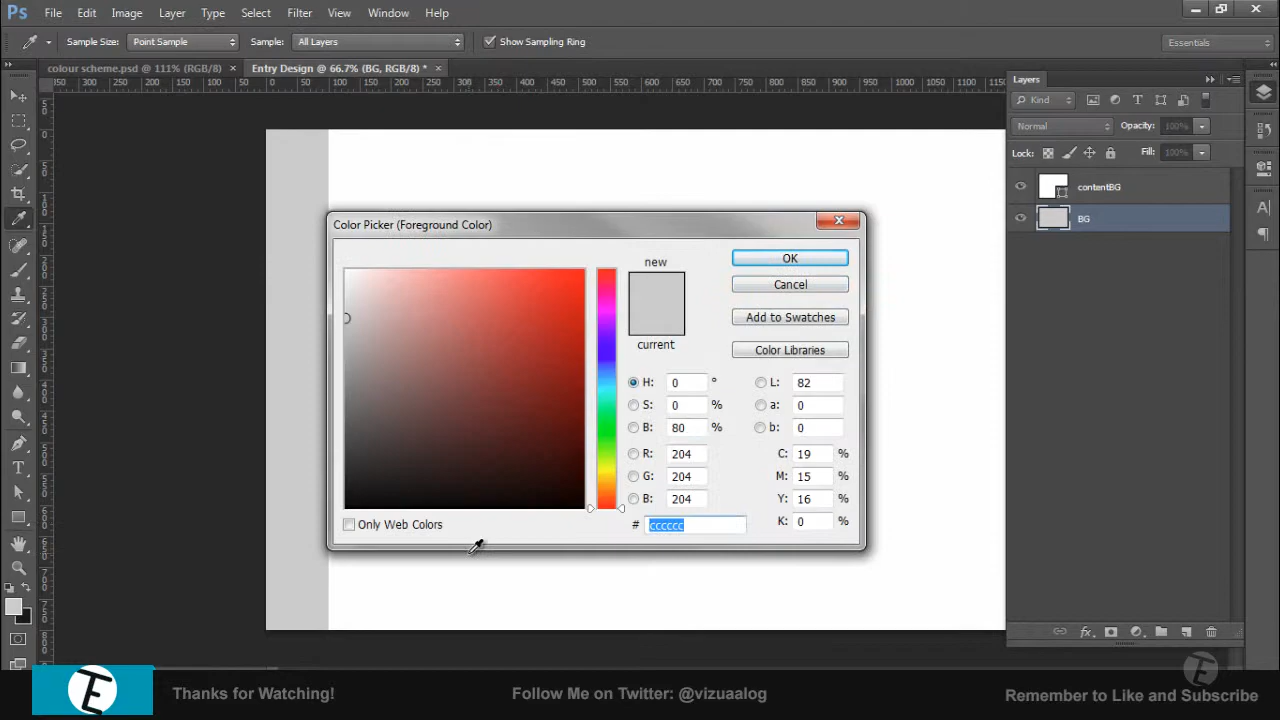 Ps File Edit Image Layer Type Select Filter View Window Help
Sample Size: Point Sample Sample: All Layers Show Sampling Ring Essentials
colour scheme.psd @ 111% (RGB/8) × Entry Design @ 66.7% (BG, RGB/8) * ×
Layers
Kind
Normal Opacity: 100%
Lock: Fill: 100%
contentBG
BG
Color Picker (Foreground Color)
new
current
OK
Cancel
Add to Swatches
Color Libraries
H: 0 ° L: 82
S: 0 % a: 0
B: 80 % b: 0
R: 204 C: 19 %
G: 204 M: 15 %
B: 204 Y: 16 %
# cccccc K: 0 %
Only Web Colors
Thanks for Watching! Follow Me on Twitter: @vizuaalog Remember to Like and Subscribe